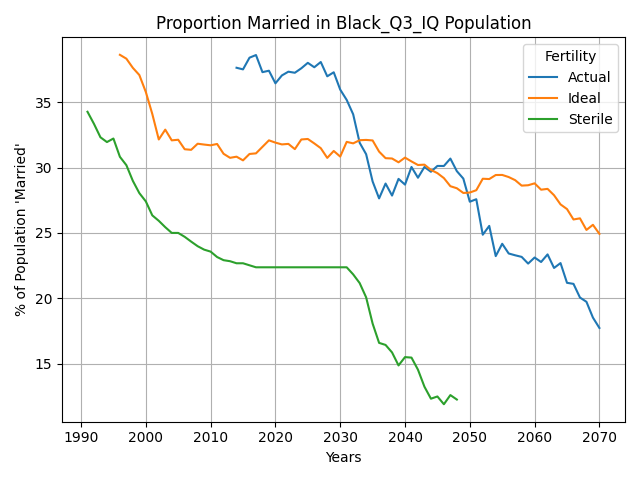 Proportion Married in Black_Q3_IQ Population
% of Population 'Married'
35
30
25
20
15
1990 2000 2010 2020 2030 2040 2050 2060 2070
Years
Fertility
Actual
Ideal
Sterile